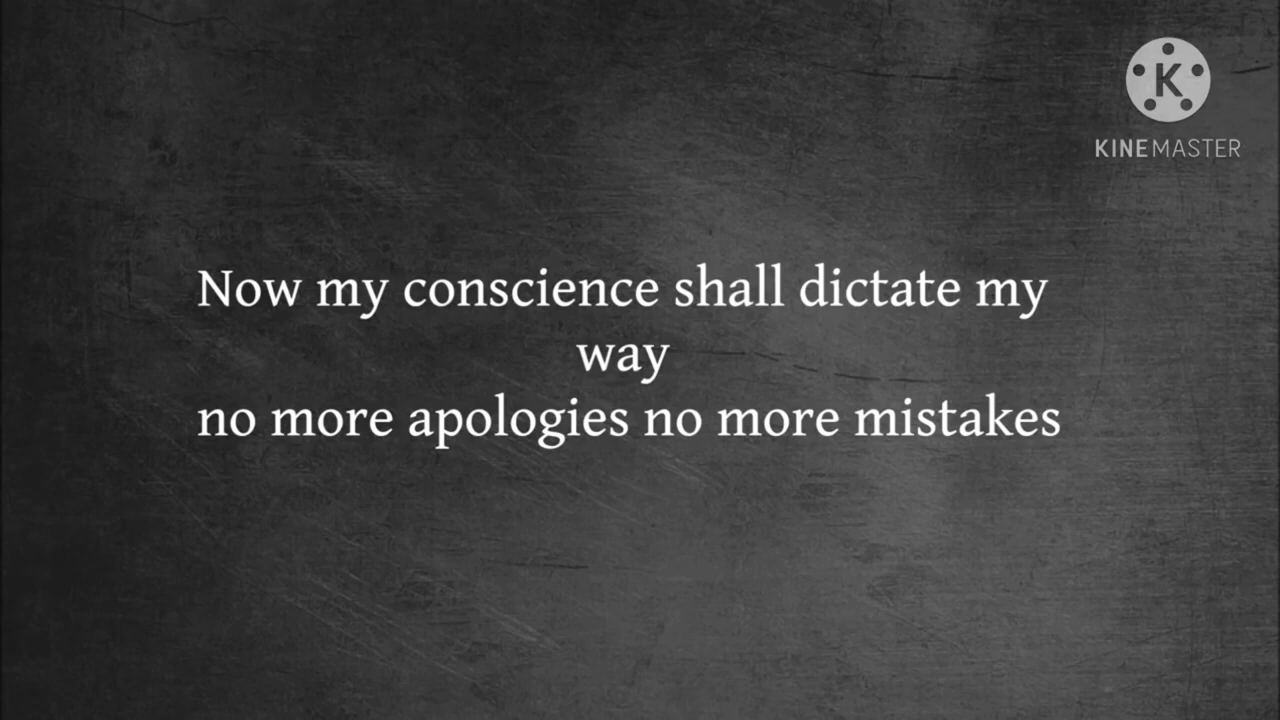 K
KINEMASTER
Now my conscience shall dictate my
way
no more apologies no more mistakes